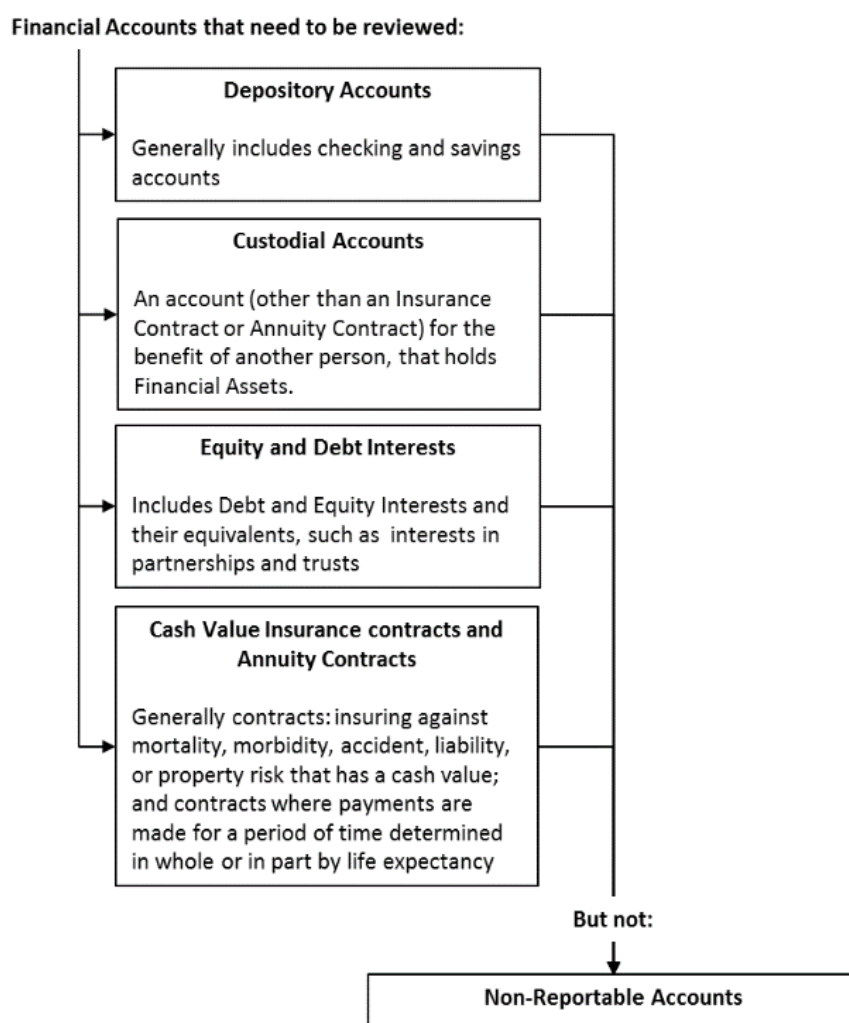 Financial Accounts that need to be reviewed:
Depository Accounts
Generally includes checking and savings
accounts
Custodial Accounts
An account (other than an Insurance
Contract or Annuity Contract) for the
benefit of another person, that holds
Financial Assets.
Equity and Debt Interests
Includes Debt and Equity Interests and
their equivalents, such as interests in
partnerships and trusts
Cash Value Insurance contracts and
Annuity Contracts
Generally contracts: insuring against
mortality, morbidity, accident, liability,
or property risk that has a cash value;
and contracts where payments are
made for a period of time determined
in whole or in part by life expectancy
But not:
Non-Reportable Accounts